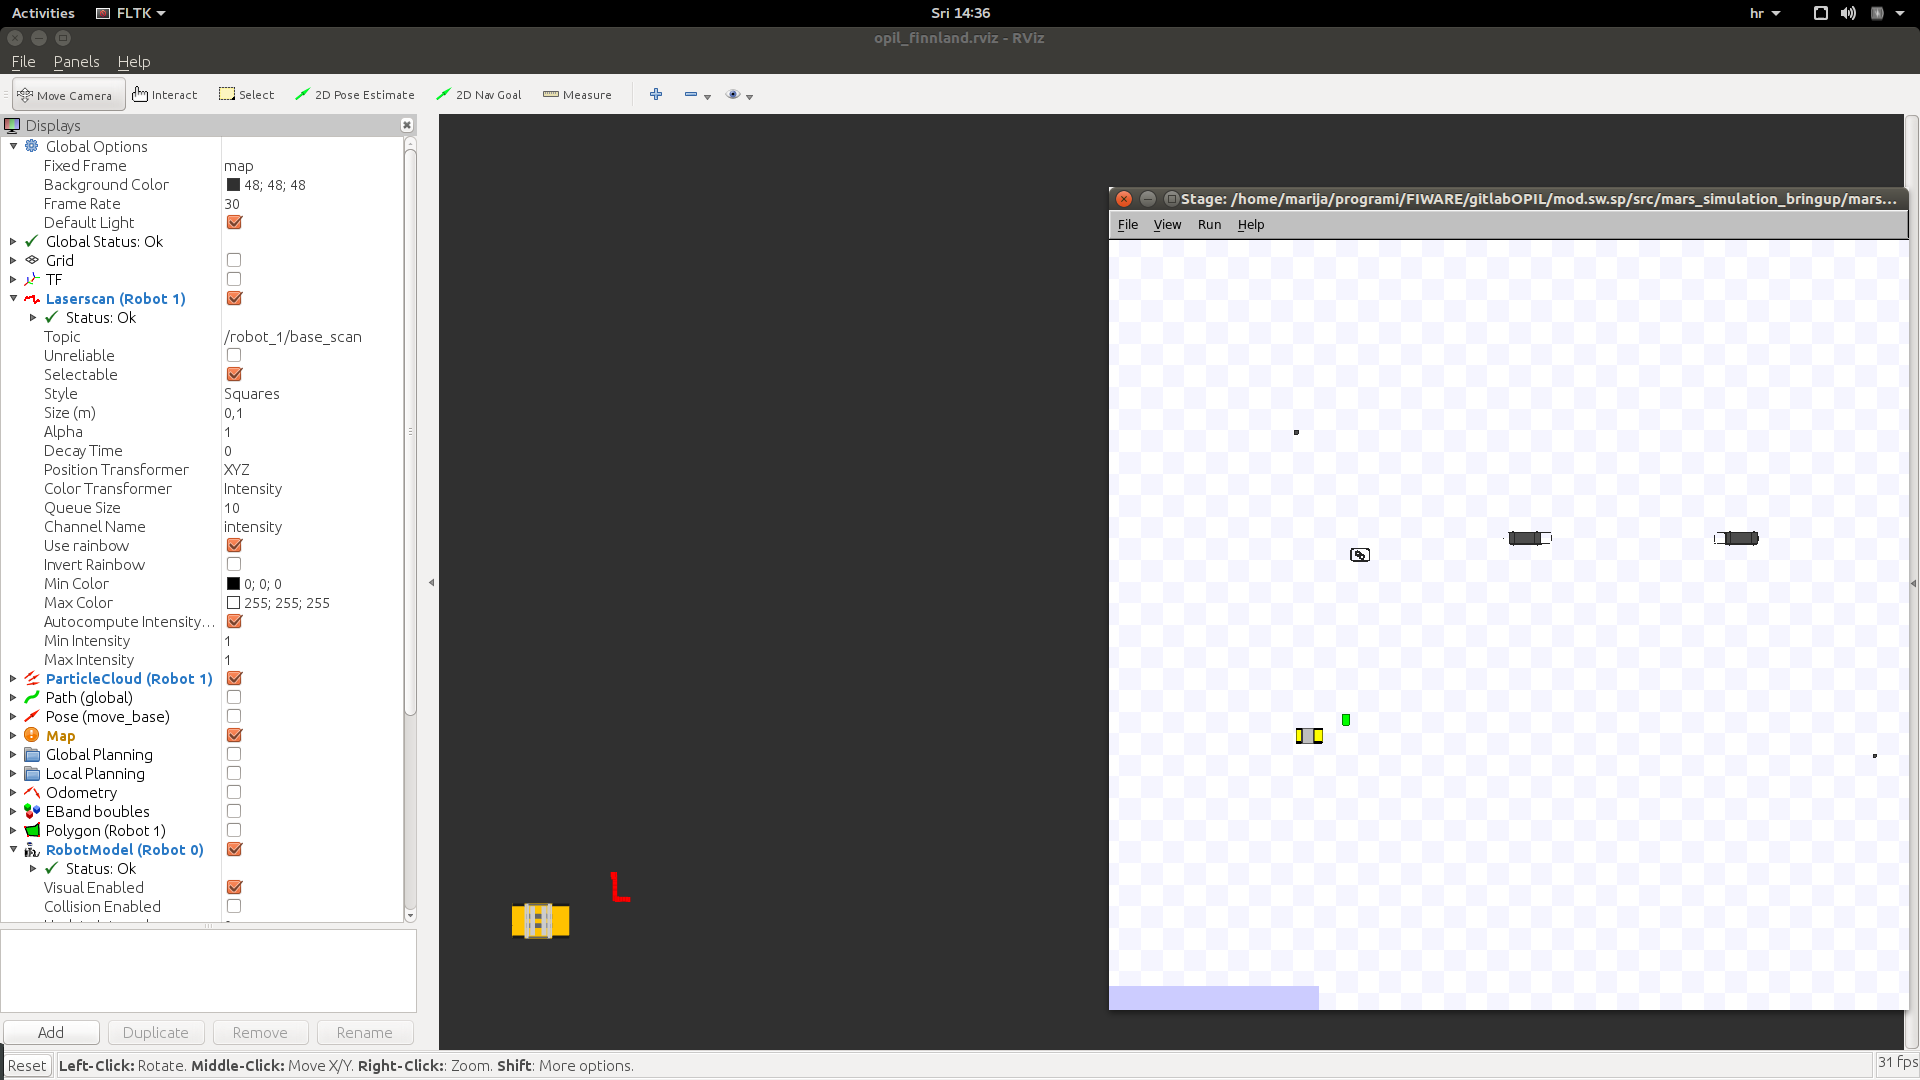 Activities FLTK Sri 14:36 hr
opil_finnland.rviz - RViz
File Panels Help
Move Camera Interact Select 2D Pose Estimate 2D Nav Goal Measure
Displays
Global Options
Fixed Frame map
Background Color 48; 48; 48
Frame Rate 30
Default Light
Global Status: Ok
Grid
TF
Laserscan (Robot 1)
Status: Ok
Topic /robot_1/base_scan
Unreliable
Selectable
Style Squares
Size (m) 0,1
Alpha 1
Decay Time 0
Position Transformer XYZ
Color Transformer Intensity
Queue Size 10
Channel Name intensity
Use rainbow
Invert Rainbow
Min Color 0; 0; 0
Max Color 255; 255; 255
Autocompute Intensity...
Min Intensity 1
Max Intensity 1
ParticleCloud (Robot 1)
Path (global)
Pose (move_base)
Map
Global Planning
Local Planning
Odometry
EBand boubles
Polygon (Robot 1)
RobotModel (Robot 0)
Status: Ok
Visual Enabled
Collision Enabled
Add Duplicate Remove Rename
Reset Left-Click: Rotate. Middle-Click: Move X/Y. Right-Click:: Zoom. Shift: More options. 31 fps
Stage: /home/marija/programi/FIWARE/gitlabOPIL/mod.sw.sp/src/mars_simulation_bringup/mars...
File View Run Help